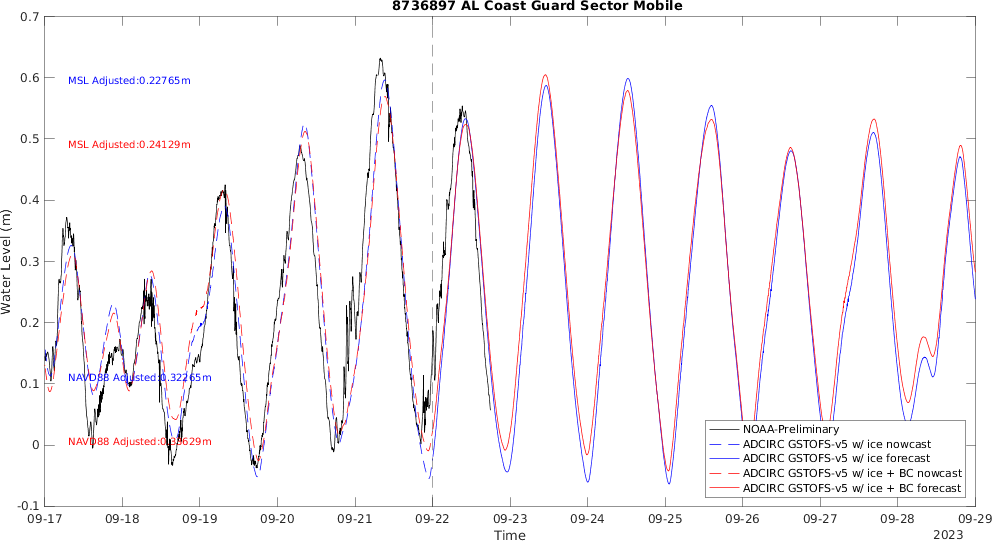 8736897 AL Coast Guard Sector Mobile
0.7
0.6
0.5
0.4
0.3
0.2
0.1
0
-0.1
Water Level (m)
MSL Adjusted:0.22765m
MSL Adjusted:0.24129m
NAVD88 Adjusted:0.32265m
NAVD88 Adjusted:0.33629m
NOAA-Preliminary
ADCIRC GSTOFS-v5 w/ ice nowcast
ADCIRC GSTOFS-v5 w/ ice forecast
ADCIRC GSTOFS-v5 w/ ice + BC nowcast
ADCIRC GSTOFS-v5 w/ ice + BC forecast
09-17 09-18 09-19 09-20 09-21 09-22 09-23 09-24 09-25 09-26 09-27 09-28 09-29
Time
2023